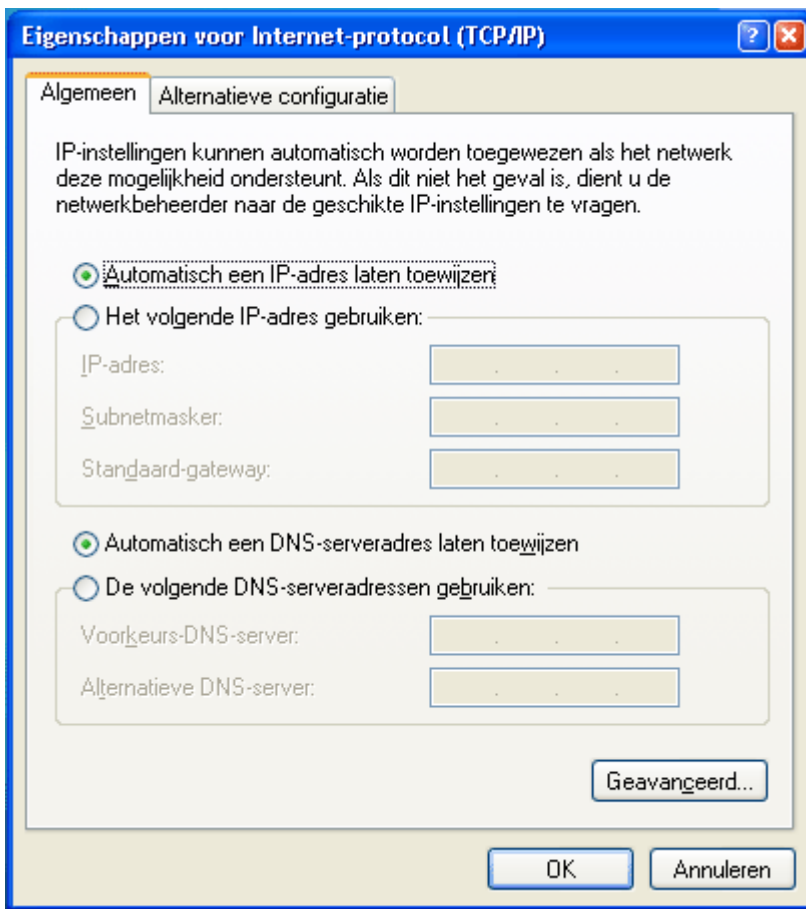 Eigenschappen voor Internet-protocol (TCP/IP)
Algemeen
Alternatieve configuratie
IP-instellingen kunnen automatisch worden toegewezen als het netwerk
deze mogelijkheid ondersteunt. Als dit niet het geval is, dient u de
netwerkbeheerder naar de geschikte IP-instellingen te vragen.
Automatisch een IP-adres laten toewijzen
Het volgende IP-adres gebruiken:
IP-adres:
Subnetmasker:
Standaard-gateway:
Automatisch een DNS-serveradres laten toewijzen
De volgende DNS-serveradressen gebruiken:
Voorkeurs-DNS-server:
Alternatieve DNS-server:
Geavanceerd...
OK
Annuleren